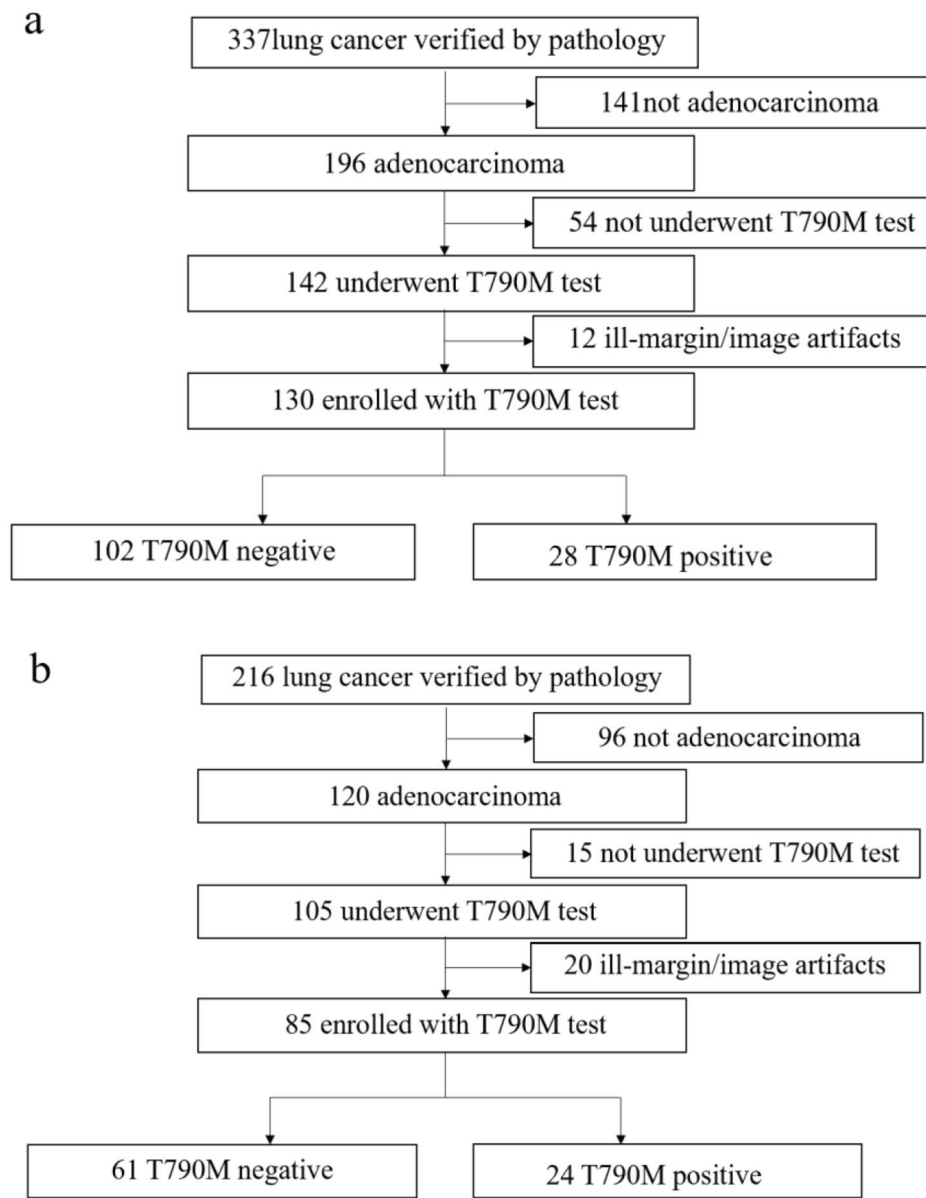 a
337lung cancer verified by pathology
141not adenocarcinoma
196 adenocarcinoma
54 not underwent T790M test
142 underwent T790M test
12 ill-margin/image artifacts
130 enrolled with T790M test
102 T790M negative
28 T790M positive
b
216 lung cancer verified by pathology
96 not adenocarcinoma
120 adenocarcinoma
15 not underwent T790M test
105 underwent T790M test
20 ill-margin/image artifacts
85 enrolled with T790M test
61 T790M negative
24 T790M positive